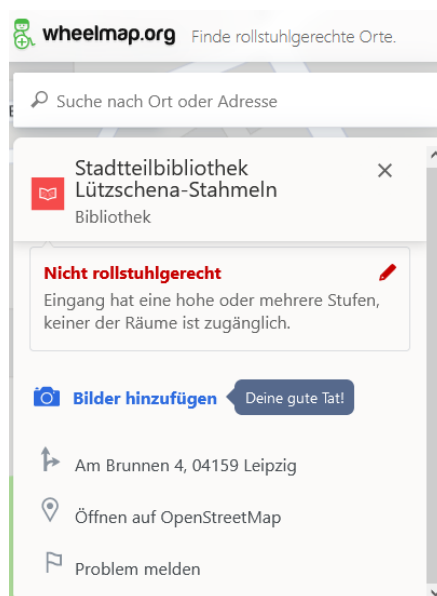 wheelmap.org Finde rollstuhlgerechte Orte.
Suche nach Ort oder Adresse
Stadtteilbibliothek
Lützschena-Stahmeln
Bibliothek
Nicht rollstuhlgerecht
Eingang hat eine hohe oder mehrere Stufen,
keiner der Räume ist zugänglich.
Bilder hinzufügen Deine gute Tat!
Am Brunnen 4, 04159 Leipzig
Öffnen auf OpenStreetMap
Problem melden